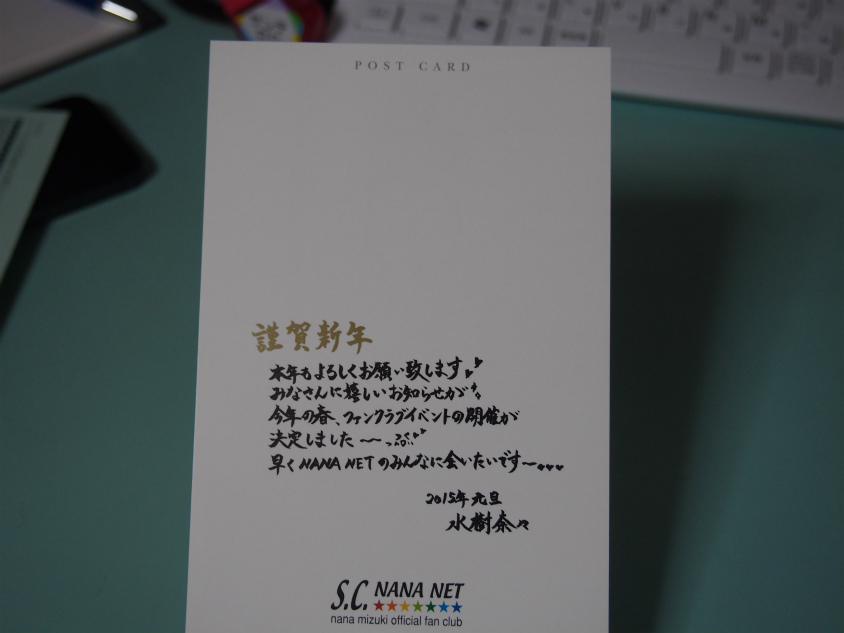 POST CARD
謹賀新年
本年もよろしくお願い致します
みなさんに嬉しいお知らせが
今年の春、ファンクラブイベントの開催が
決定しました〜
早くNANA NETのみんなに会いたいです〜
2015年 元旦
水樹奈々
S.C. NANA NET
★★★★★★★
nana mizuki official fan club